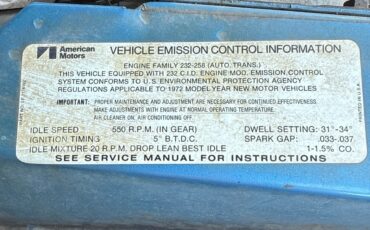 American Motors
VEHICLE EMISSION CONTROL INFORMATION
ENGINE FAMILY 232-258 (AUTO. TRANS.)
THIS VEHICLE EQUIPPED WITH 232 C.I.D. ENGINE MOD. EMISSION CONTROL
SYSTEM CONFORMS TO U.S. ENVIRONMENTAL PROTECTION AGENCY
REGULATIONS APPLICABLE TO 1972 MODEL YEAR NEW MOTOR VEHICLES
IMPORTANT: PROPER MAINTENANCE AND ADJUSTMENT ARE NECESSARY FOR CONTINUED EFFECTIVENESS.
ADJUSTMENTS MADE WITH ENGINE AT NORMAL OPERATING TEMPERATURE.
AIR CLEANER ON, AIR CONDITIONING OFF.
IDLE SPEED 550 R.P.M. (IN GEAR) DWELL SETTING: 31°-34°
IGNITION TIMING 5° B.T.D.C. SPARK GAP: .033-.037
IDLE MIXTURE 20 R.P.M. DROP LEAN BEST IDLE 1-1.5% CO.
SEE SERVICE MANUAL FOR INSTRUCTIONS
PRINTED IN U.S.A.